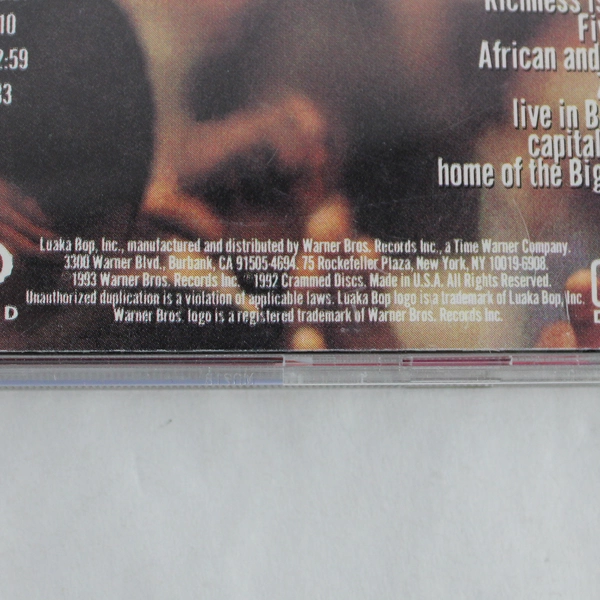 10
2:59
33
Richness is
Fi
African and
live in B
capital
home of the Big
Luaka Bop, Inc., manufactured and distributed by Warner Bros. Records Inc., a Time Warner Company.
3300 Warner Blvd., Burbank, CA 91505-4694. 75 Rockefeller Plaza, New York, NY 10019-6908.
1993 Warner Bros. Records Inc. 1992 Crammed Discs. Made in U.S.A. All Rights Reserved.
Unauthorized duplication is a violation of applicable laws. Luaka Bop logo is a trademark of Luaka Bop, Inc.
Warner Bros. logo is a registered trademark of Warner Bros. Records Inc.
D